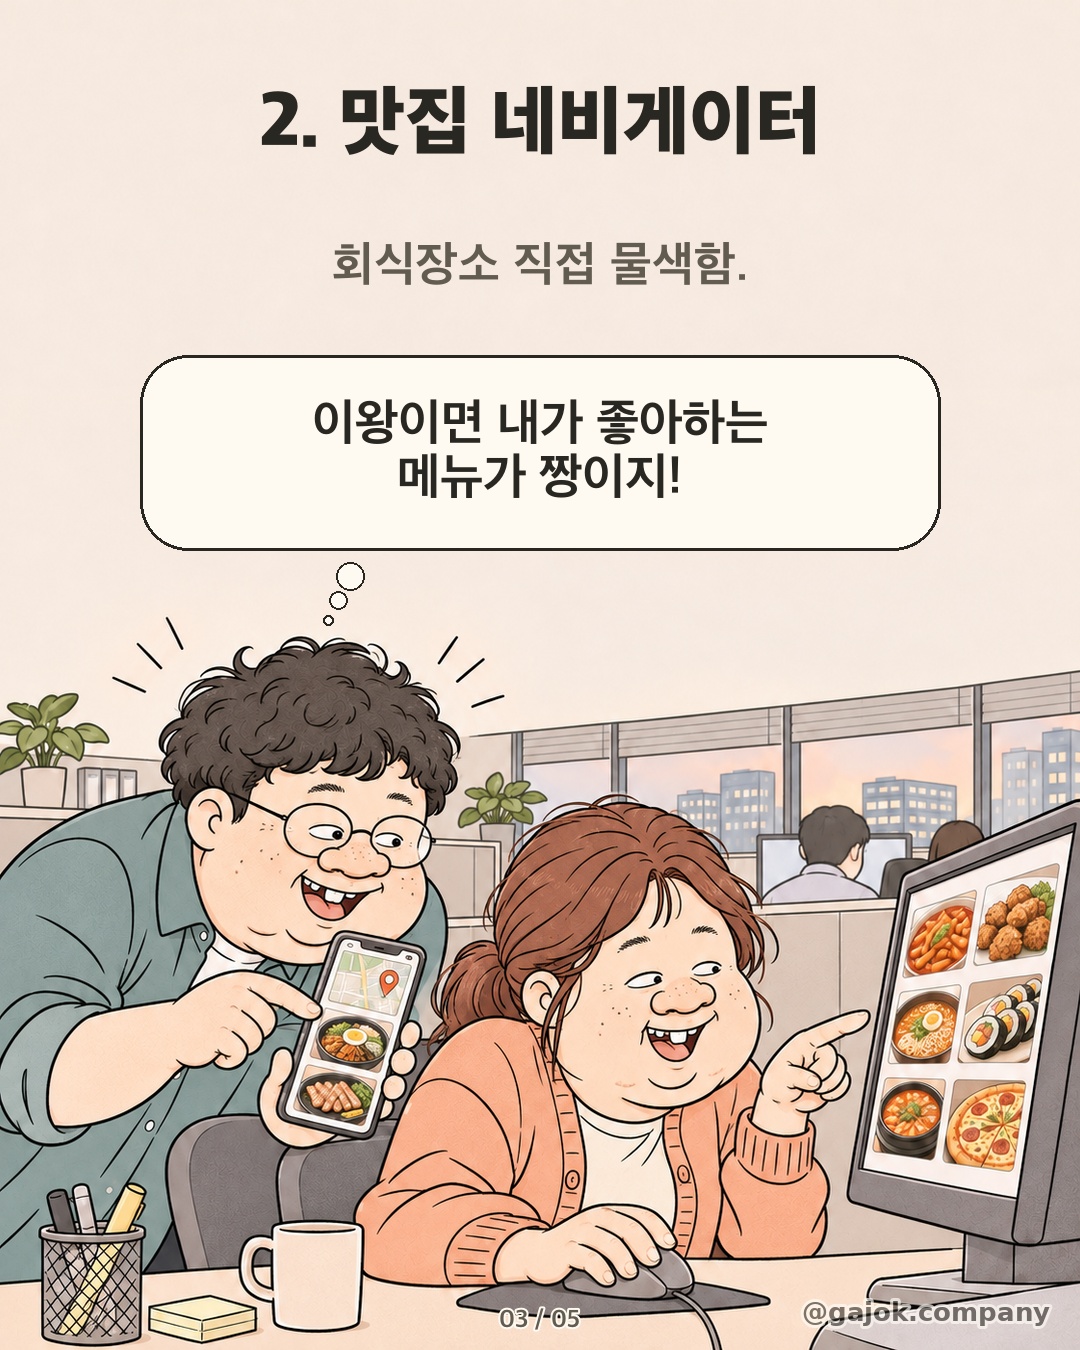 2. 맛집 네비게이터
회식장소 직접 물색함.
이왕이면 내가 좋아하는
메뉴가 짱이지!
03 / 05
@gajok.company